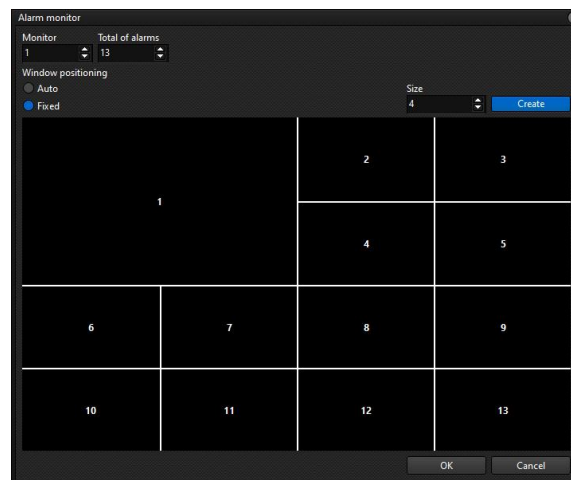 Alarm monitor
Monitor Total of alarms
1 13
Window positioning
Auto
Size
Fixed 4 Create
2 3
1
4 5
6 7 8 9
10 11 12 13
OK Cancel